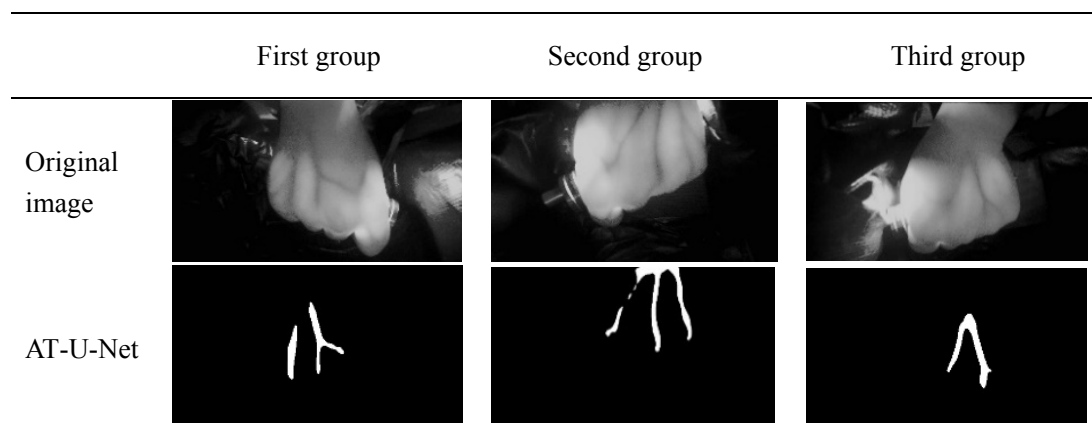 First group
Second group
Third group
Original
image
AT-U-Net